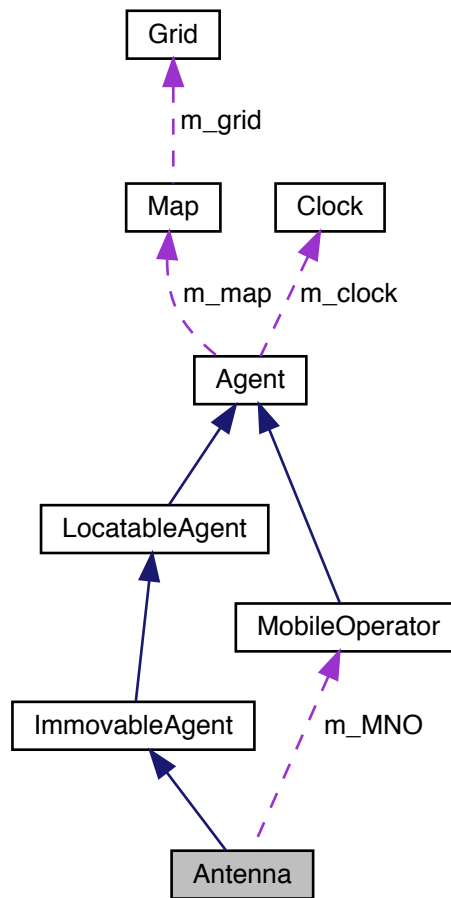 Grid
m_grid
Map
Clock
m_map
m_clock
Agent
LocatableAgent
MobileOperator
ImmovableAgent
m_MNO
Antenna